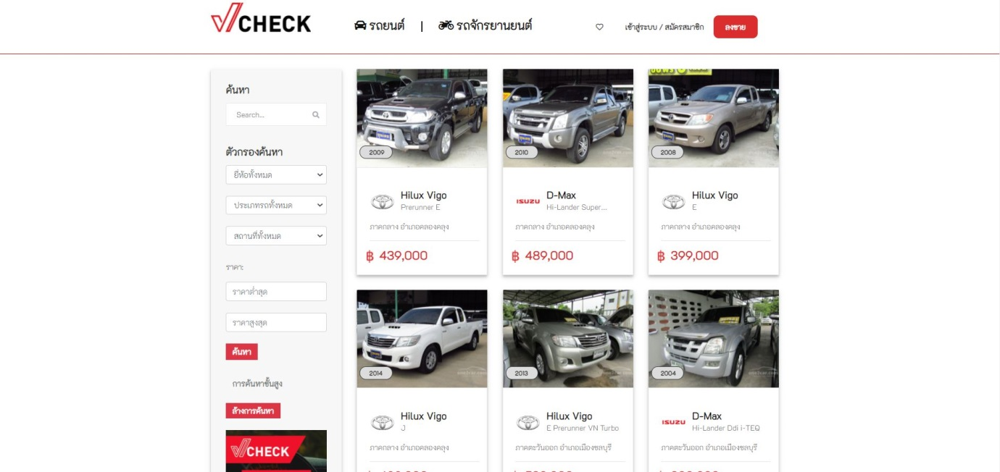 CHECK
รถยนต์ | รถจักรยานยนต์
เข้าสู่ระบบ / สมัครสมาชิก
ลงขาย
ค้นหา
Search...
ตัวกรองค้นหา
ยี่ห้อทั้งหมด
ประเภทรถทั้งหมด
สถานที่ทั้งหมด
ราคา:
ราคาต่ำสุด
ราคาสูงสุด
ค้นหา
การค้นหาขั้นสูง
ล้างการค้นหา
CHECK
2009
Hilux Vigo
Prerunner E
ภาคกลาง อำเภอคลองคลุง
฿ 439,000
2010
ISUZU
D-Max
Hi-Lander Super...
ภาคกลาง อำเภอคลองคลุง
฿ 489,000
2008
Hilux Vigo
E
ภาคกลาง อำเภอคลองคลุง
฿ 399,000
2014
Hilux Vigo
J
ภาคกลาง อำเภอคลองคลุง
2013
Hilux Vigo
E Prerunner VN Turbo
ภาคตะวันออก อำเภอเมืองชลบุรี
2004
ISUZU
D-Max
Hi-Lander Ddi i-TEQ
ภาคตะวันออก อำเภอเมืองชลบุรี